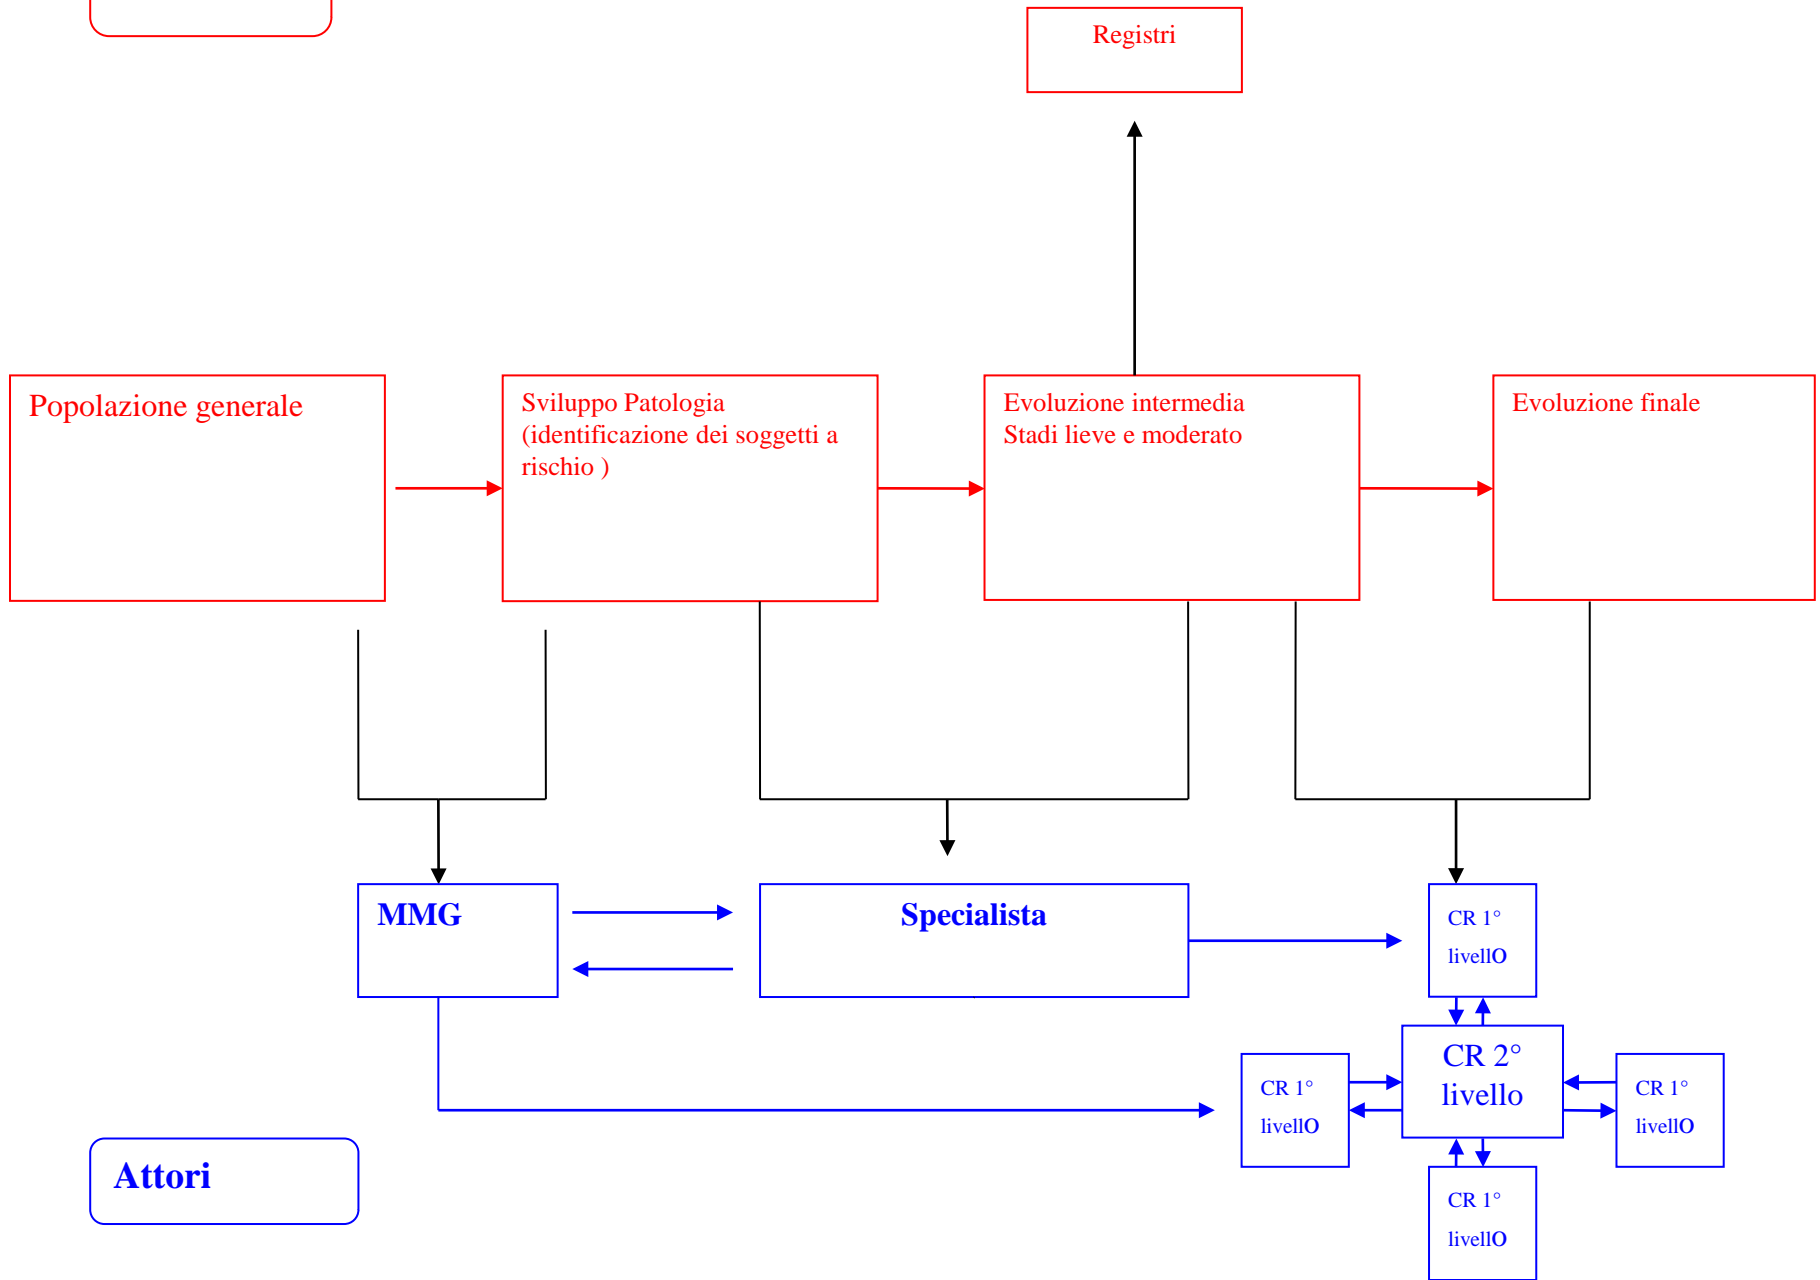 Registri
Popolazione generale
Sviluppo Patologia
(identificazione dei soggetti a
rischio )
Evoluzione intermedia
Stadi lieve e moderato
Evoluzione finale
MMG
Specialista
CR 1°
livellO
CR 2°
livello
CR 1°
livellO
CR 1°
livellO
CR 1°
livellO
Attori